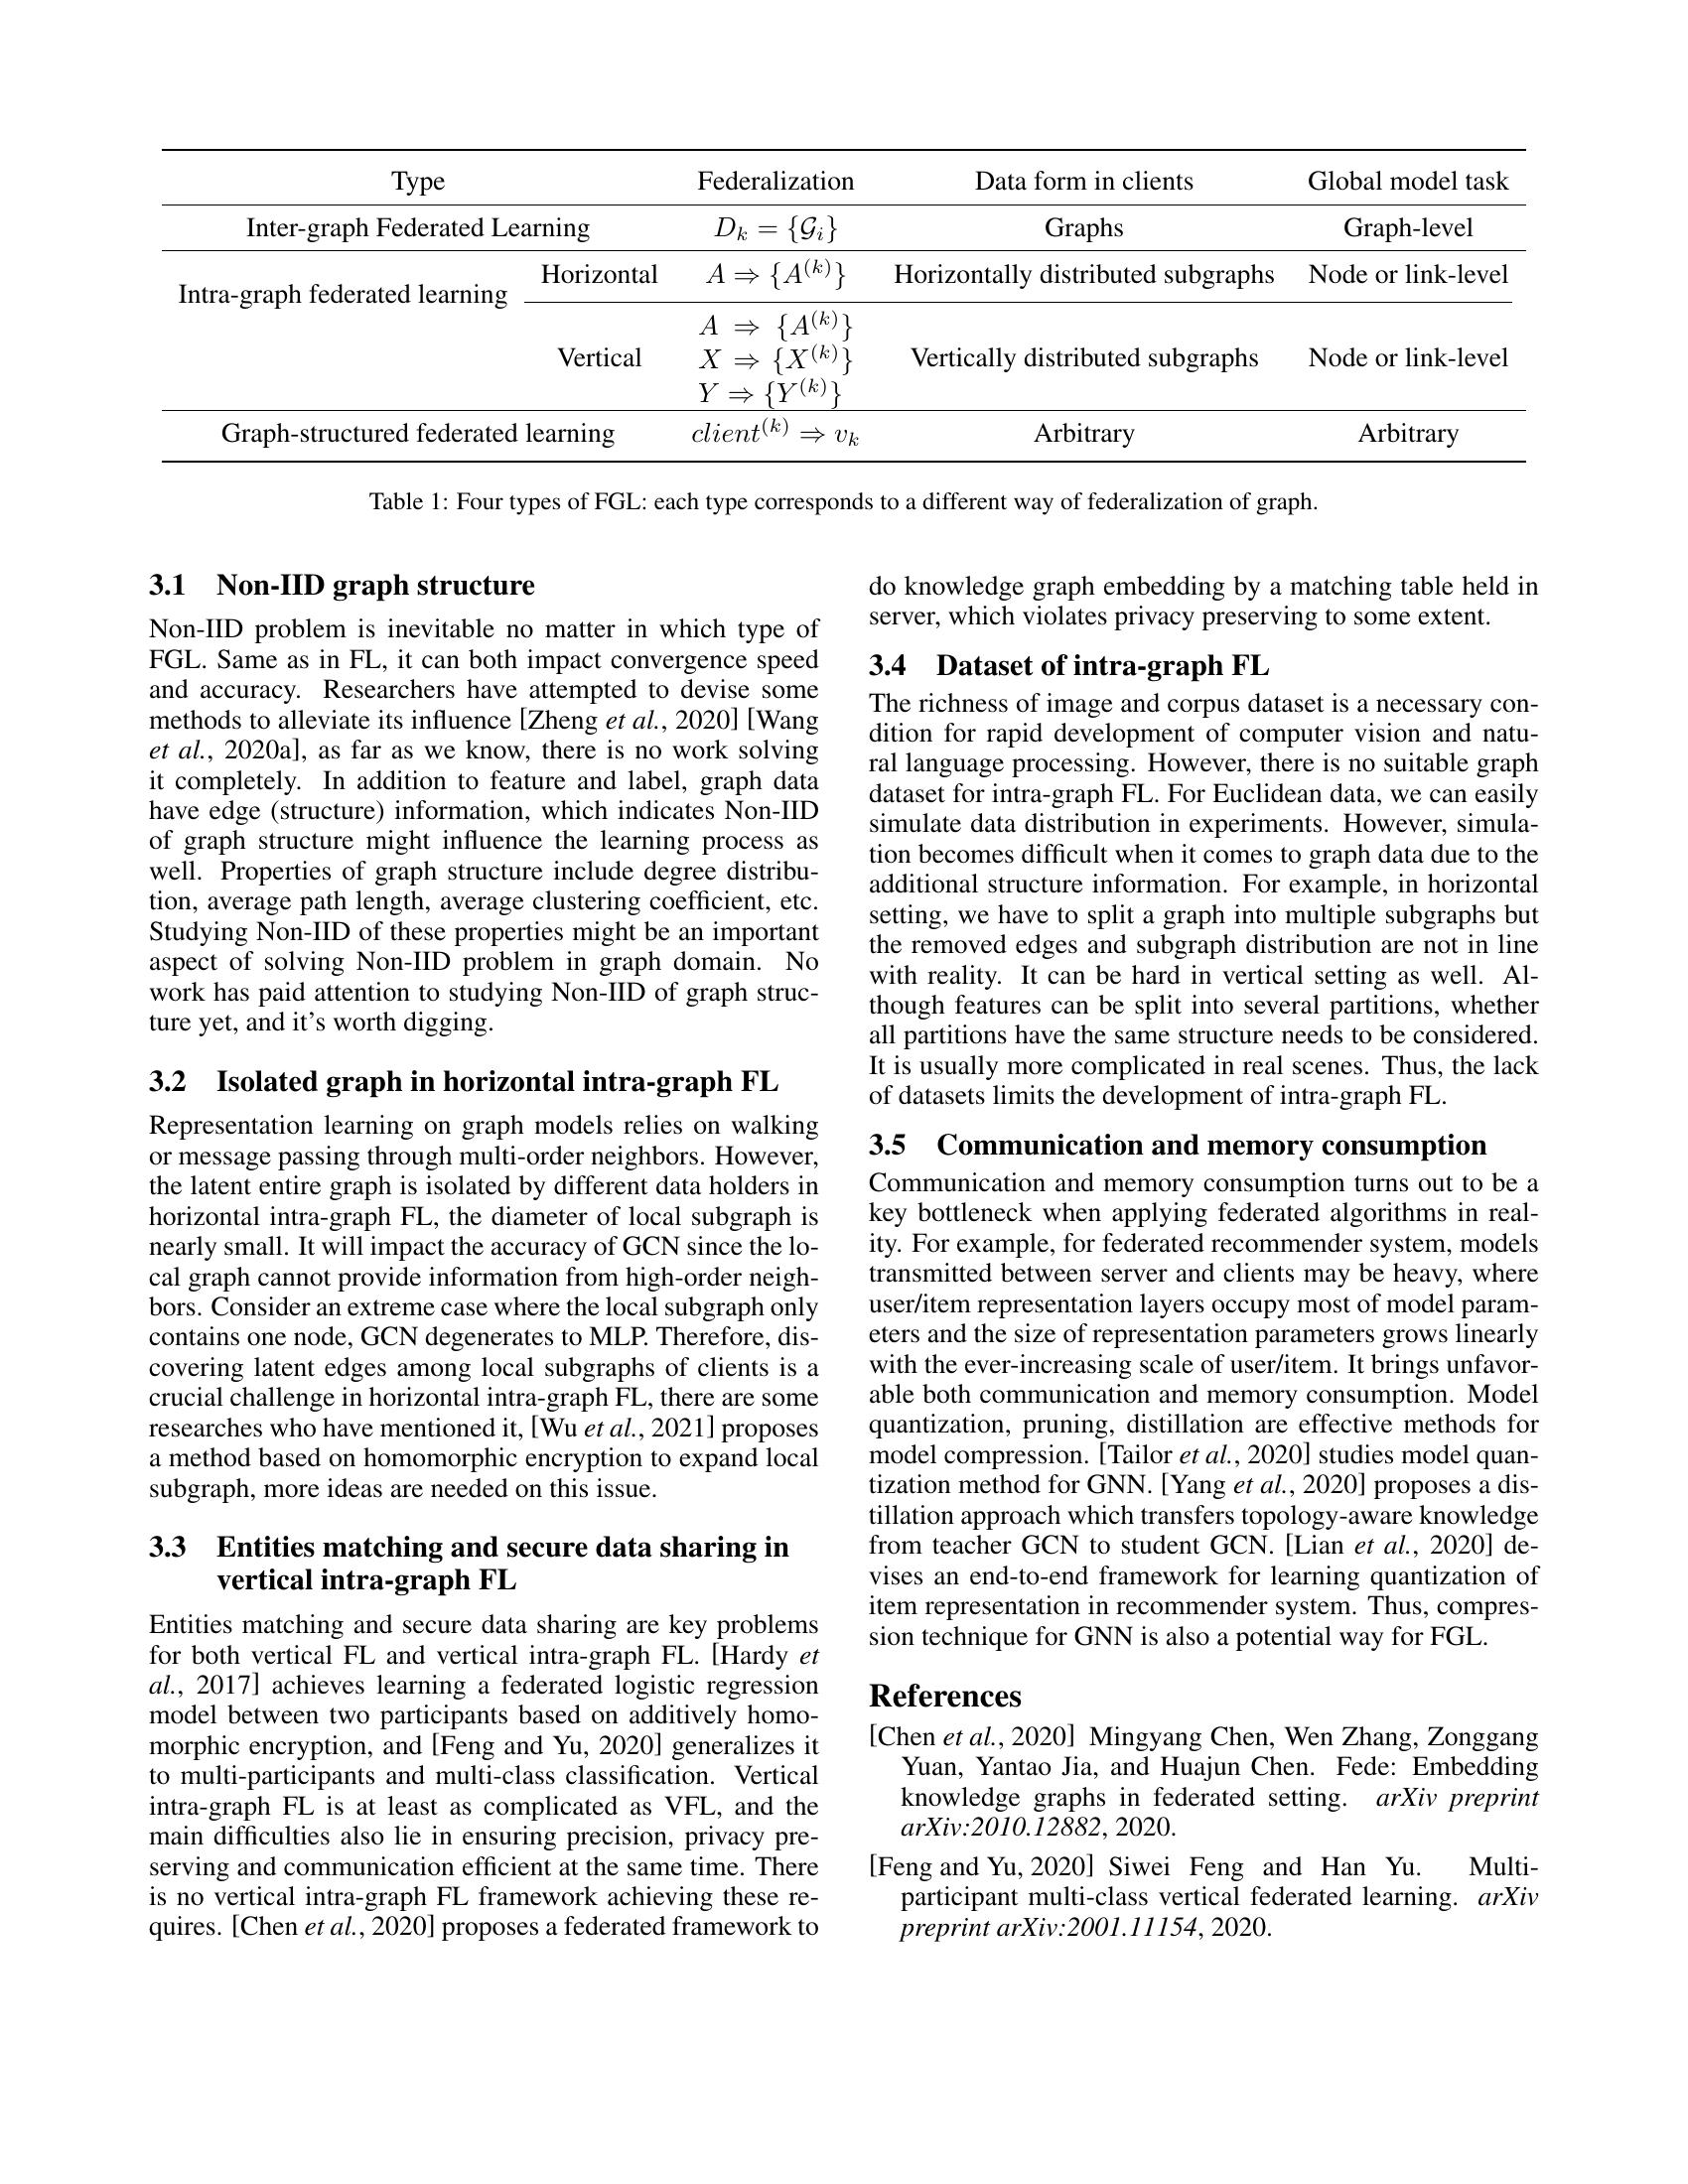 Type Federalization Data form in clients Global model task
Inter-graph Federated Learning D_k = {𝒢_i} Graphs Graph-level
Intra-graph federated learning Horizontal A ⇒ {A^(k)} Horizontally distributed subgraphs Node or link-level
Vertical A ⇒ {A^(k)} X ⇒ {X^(k)} Y ⇒ {Y^(k)} Vertically distributed subgraphs Node or link-level
Graph-structured federated learning client^(k) ⇒ v_k Arbitrary Arbitrary
Table 1: Four types of FGL: each type corresponds to a different way of federalization of graph.
3.1 Non-IID graph structure
Non-IID problem is inevitable no matter in which type of
FGL. Same as in FL, it can both impact convergence speed
and accuracy. Researchers have attempted to devise some
methods to alleviate its influence [Zheng et al., 2020] [Wang
et al., 2020a], as far as we know, there is no work solving
it completely. In addition to feature and label, graph data
have edge (structure) information, which indicates Non-IID
of graph structure might influence the learning process as
well. Properties of graph structure include degree distribu-
tion, average path length, average clustering coefficient, etc.
Studying Non-IID of these properties might be an important
aspect of solving Non-IID problem in graph domain. No
work has paid attention to studying Non-IID of graph struc-
ture yet, and it's worth digging.
3.2 Isolated graph in horizontal intra-graph FL
Representation learning on graph models relies on walking
or message passing through multi-order neighbors. However,
the latent entire graph is isolated by different data holders in
horizontal intra-graph FL, the diameter of local subgraph is
nearly small. It will impact the accuracy of GCN since the lo-
cal graph cannot provide information from high-order neigh-
bors. Consider an extreme case where the local subgraph only
contains one node, GCN degenerates to MLP. Therefore, dis-
covering latent edges among local subgraphs of clients is a
crucial challenge in horizontal intra-graph FL, there are some
researches who have mentioned it, [Wu et al., 2021] proposes
a method based on homomorphic encryption to expand local
subgraph, more ideas are needed on this issue.
3.3 Entities matching and secure data sharing in
vertical intra-graph FL
Entities matching and secure data sharing are key problems
for both vertical FL and vertical intra-graph FL. [Hardy et
al., 2017] achieves learning a federated logistic regression
model between two participants based on additively homo-
morphic encryption, and [Feng and Yu, 2020] generalizes it
to multi-participants and multi-class classification. Vertical
intra-graph FL is at least as complicated as VFL, and the
main difficulties also lie in ensuring precision, privacy pre-
serving and communication efficient at the same time. There
is no vertical intra-graph FL framework achieving these re-
quires. [Chen et al., 2020] proposes a federated framework to
do knowledge graph embedding by a matching table held in
server, which violates privacy preserving to some extent.
3.4 Dataset of intra-graph FL
The richness of image and corpus dataset is a necessary con-
dition for rapid development of computer vision and natu-
ral language processing. However, there is no suitable graph
dataset for intra-graph FL. For Euclidean data, we can easily
simulate data distribution in experiments. However, simula-
tion becomes difficult when it comes to graph data due to the
additional structure information. For example, in horizontal
setting, we have to split a graph into multiple subgraphs but
the removed edges and subgraph distribution are not in line
with reality. It can be hard in vertical setting as well. Al-
though features can be split into several partitions, whether
all partitions have the same structure needs to be considered.
It is usually more complicated in real scenes. Thus, the lack
of datasets limits the development of intra-graph FL.
3.5 Communication and memory consumption
Communication and memory consumption turns out to be a
key bottleneck when applying federated algorithms in real-
ity. For example, for federated recommender system, models
transmitted between server and clients may be heavy, where
user/item representation layers occupy most of model param-
eters and the size of representation parameters grows linearly
with the ever-increasing scale of user/item. It brings unfavor-
able both communication and memory consumption. Model
quantization, pruning, distillation are effective methods for
model compression. [Tailor et al., 2020] studies model quan-
tization method for GNN. [Yang et al., 2020] proposes a dis-
tillation approach which transfers topology-aware knowledge
from teacher GCN to student GCN. [Lian et al., 2020] de-
vises an end-to-end framework for learning quantization of
item representation in recommender system. Thus, compres-
sion technique for GNN is also a potential way for FGL.
References
[Chen et al., 2020] Mingyang Chen, Wen Zhang, Zonggang
Yuan, Yantao Jia, and Huajun Chen. Fede: Embedding
knowledge graphs in federated setting. arXiv preprint
arXiv:2010.12882, 2020.
[Feng and Yu, 2020] Siwei Feng and Han Yu. Multi-
participant multi-class vertical federated learning. arXiv
preprint arXiv:2001.11154, 2020.